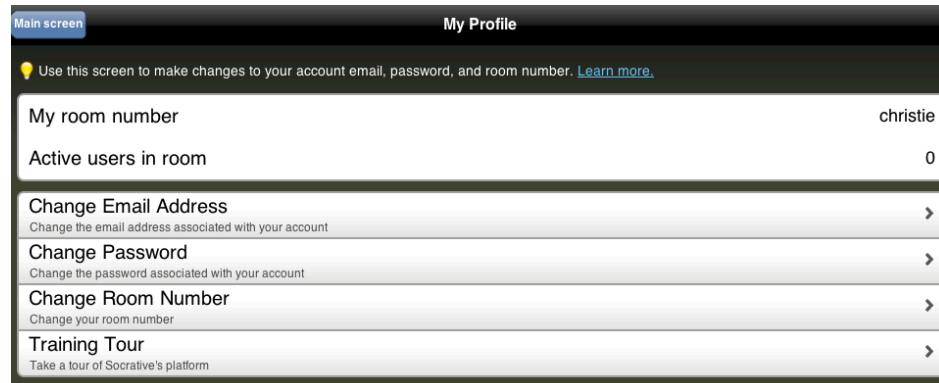 Main screen
My Profile
Use this screen to make changes to your account email, password, and room number. Learn more.
My room number christie
Active users in room 0
Change Email Address
Change the email address associated with your account
Change Password
Change the password associated with your account
Change Room Number
Change your room number
Training Tour
Take a tour of Socrative's platform